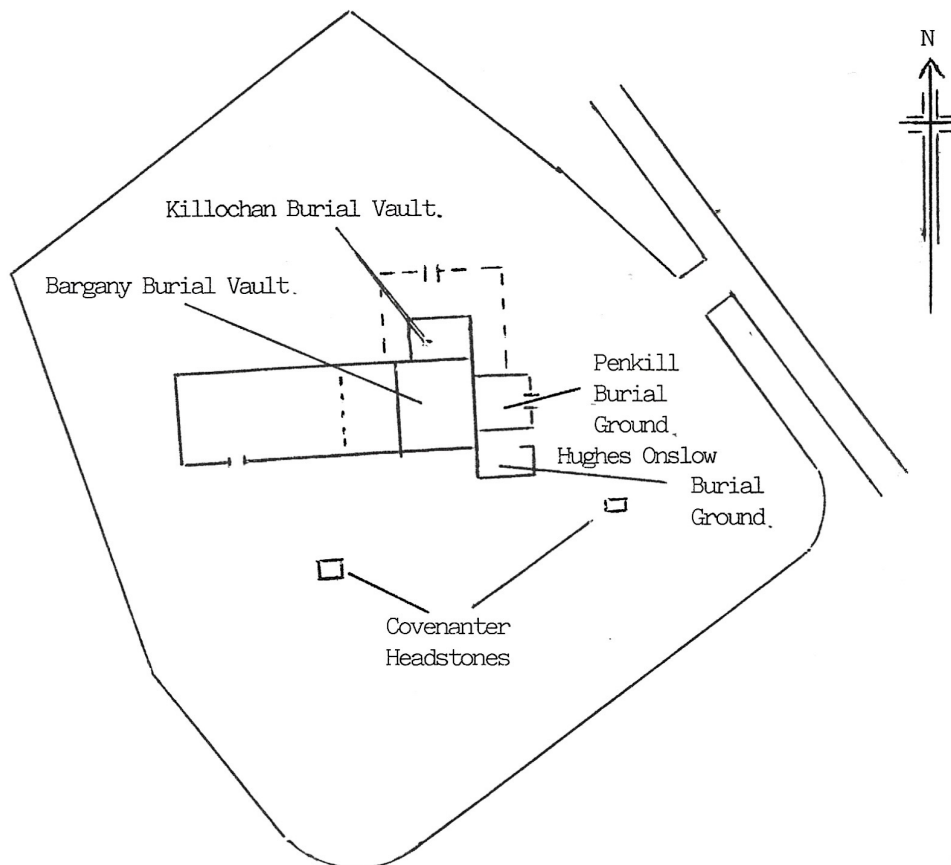 N
Killochan Burial Vault.
Bargany Burial Vault.
Penkill
Burial
Ground.
Hughes Onslow
Burial
Ground.
Covenanter
Headstones